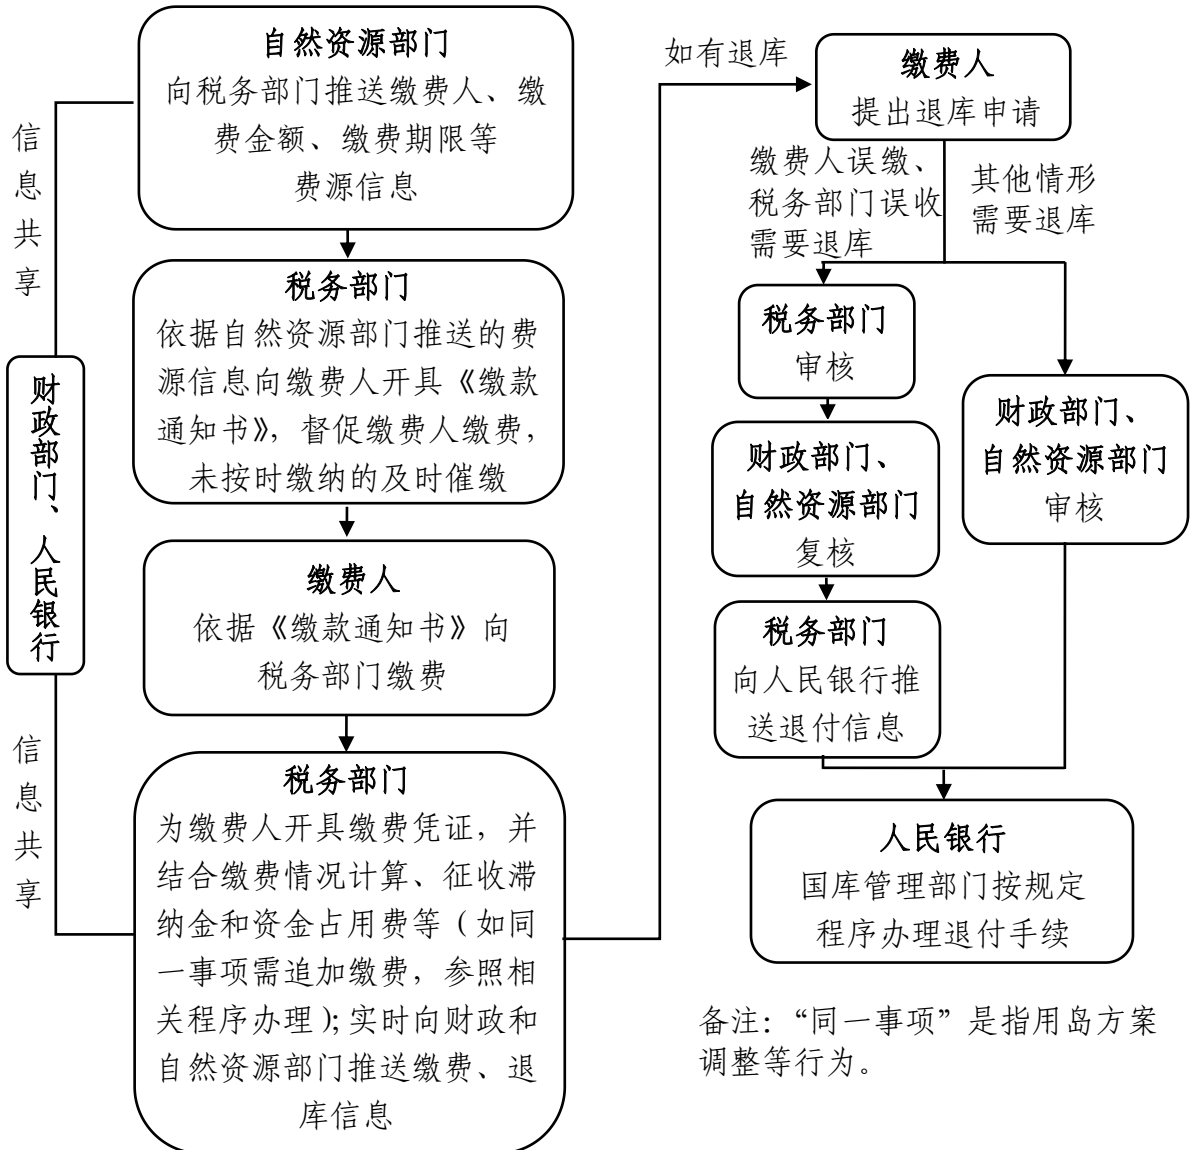 自然资源部门
向税务部门推送缴费人、缴
费金额、缴费期限等
费源信息
信息共享
税务部门
依据自然资源部门推送的费
源信息向缴费人开具《缴款
通知书》，督促缴费人缴费，
未按时缴纳的及时催缴
财政部门、人民银行
缴费人
依据《缴款通知书》向
税务部门缴费
信息共享
税务部门
为缴费人开具缴费凭证，并
结合缴费情况计算、征收滞
纳金和资金占用费等（如同
一事项需追加缴费，参照相
关程序办理）；实时向财政和
自然资源部门推送缴费、退
库信息
如有退库
缴费人
提出退库申请
缴费人误缴、
税务部门误收
需要退库
其他情形
需要退库
税务部门
审核
财政部门、
自然资源部门
复核
税务部门
向人民银行推
送退付信息
财政部门、
自然资源部门
审核
人民银行
国库管理部门按规定
程序办理退付手续
备注：“同一事项”是指用岛方案
调整等行为。